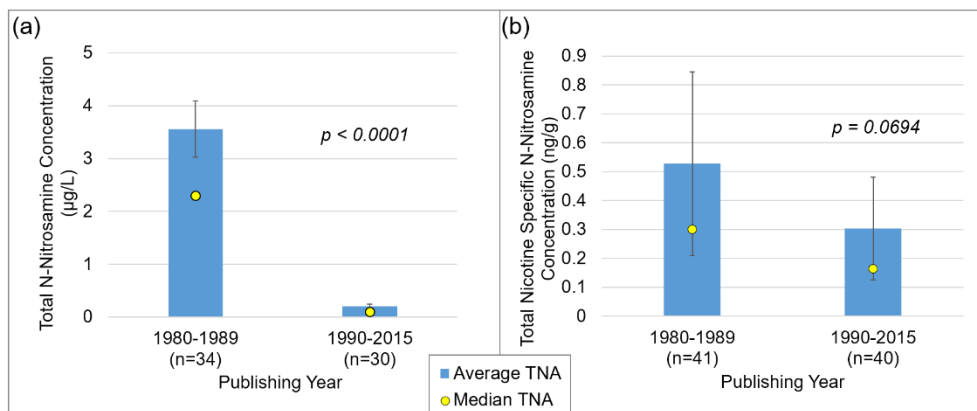 (a)
Total N-Nitrosamine Concentration
(µg/L)
5
4
3
2
1
0
p < 0.0001
1980-1989
(n=34)
1990-2015
(n=30)
Publishing Year
(b)
Total Nicotine Specific N-Nitrosamine
Concentration (ng/g)
0.9
0.8
0.7
0.6
0.5
0.4
0.3
0.2
0.1
0
p = 0.0694
1980-1989
(n=41)
1990-2015
(n=40)
Publishing Year
Average TNA
Median TNA